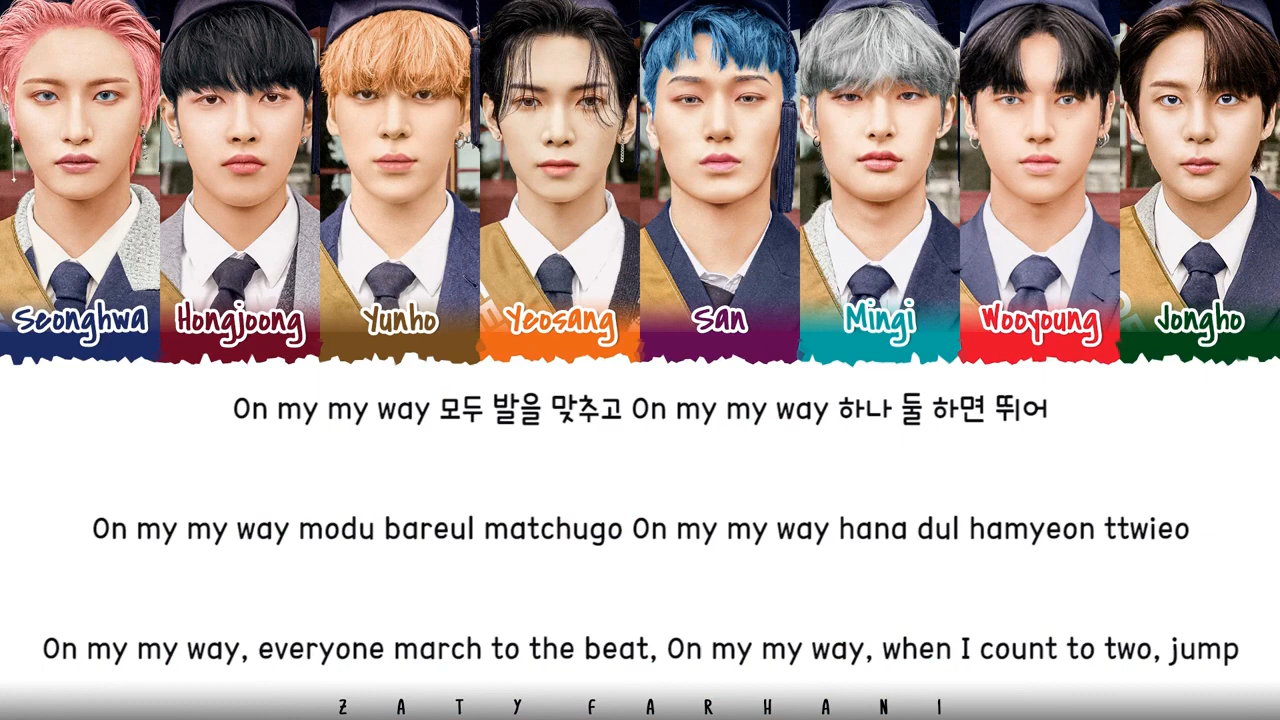 Seonghwa Hongjoong Yunho Yeosang San Mingi Wooyoung Jongho
On my my way 모두 발을 맞추고 On my my way 하나 둘 하면 뛰어
On my my way modu bareul matchugo On my my way hana dul hamyeon ttwieo
On my my way, everyone march to the beat, On my my way, when I count to two, jump
ZATY FARHANI